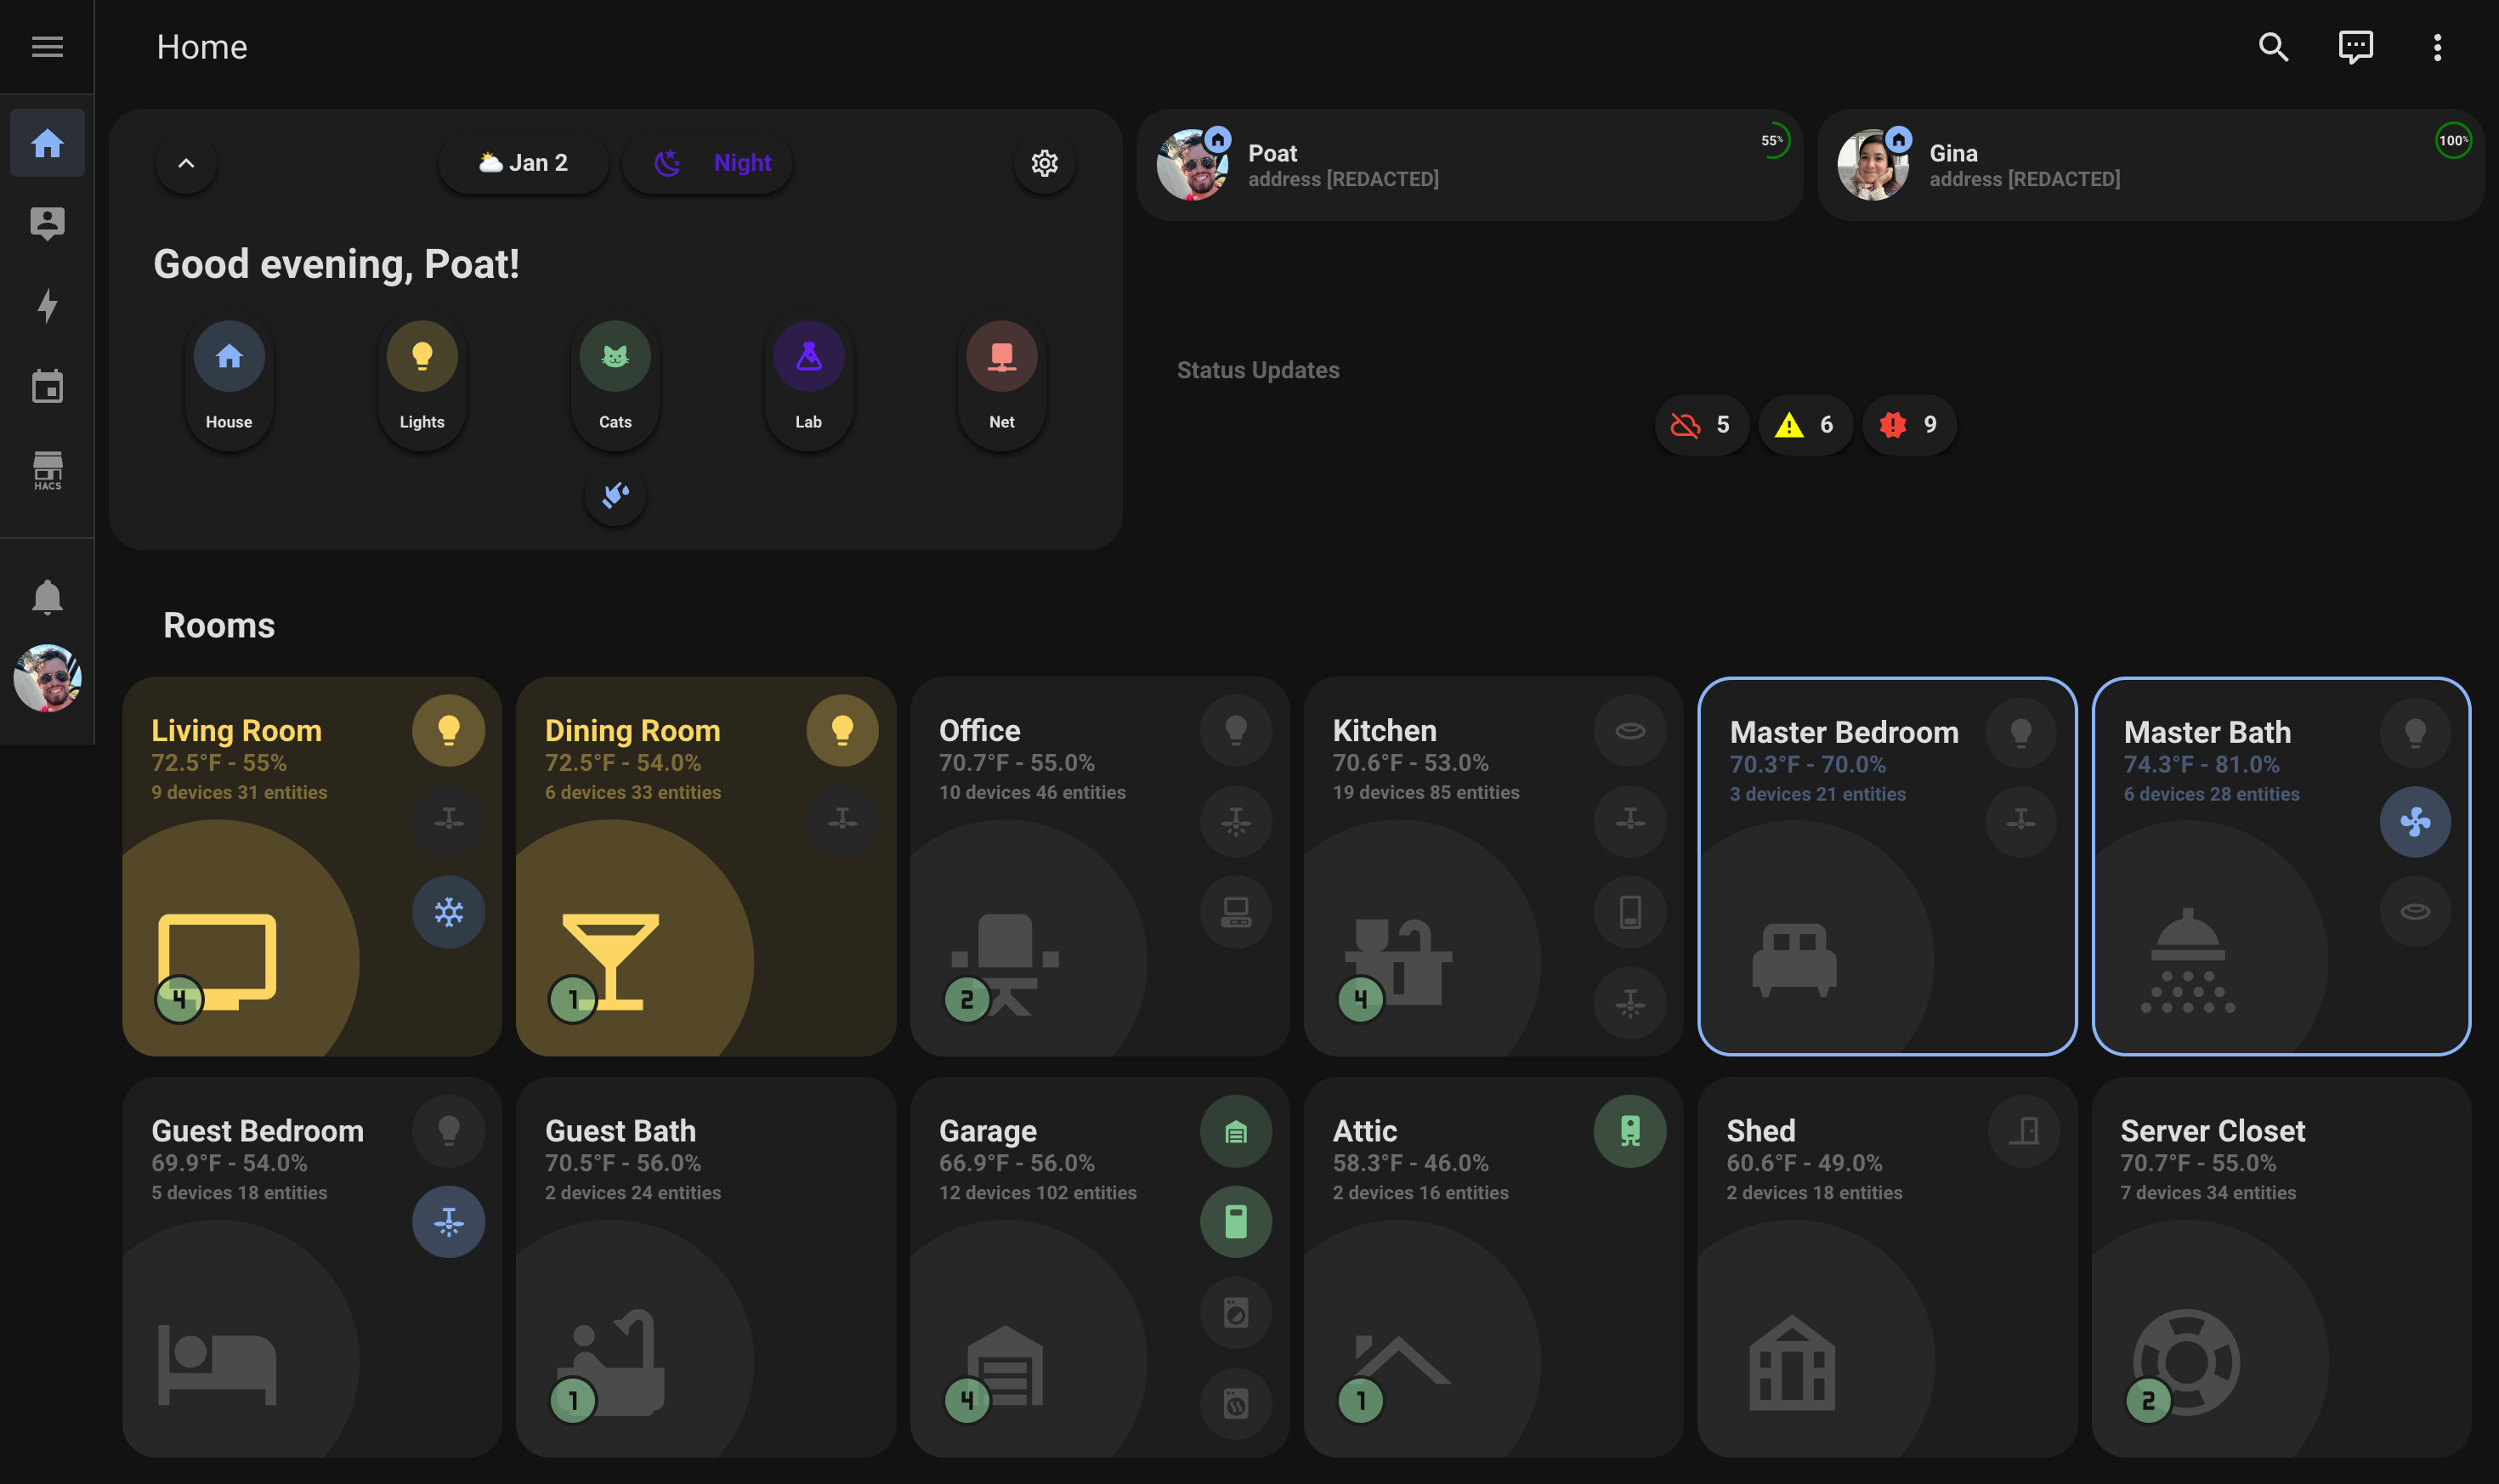 Home
HACS
Jan 2
Night
Good evening, Poat!
House
Lights
Cats
Lab
Net
Poat
address [REDACTED]
55%
Gina
address [REDACTED]
100%
Status Updates
5
6
9
Rooms
Living Room
72.5°F - 55%
9 devices 31 entities
4
Dining Room
72.5°F - 54.0%
6 devices 33 entities
1
Office
70.7°F - 55.0%
10 devices 46 entities
2
Kitchen
70.6°F - 53.0%
19 devices 85 entities
4
Master Bedroom
70.3°F - 70.0%
3 devices 21 entities
Master Bath
74.3°F - 81.0%
6 devices 28 entities
Guest Bedroom
69.9°F - 54.0%
5 devices 18 entities
Guest Bath
70.5°F - 56.0%
2 devices 24 entities
1
Garage
66.9°F - 56.0%
12 devices 102 entities
4
Attic
58.3°F - 46.0%
2 devices 16 entities
1
Shed
60.6°F - 49.0%
2 devices 18 entities
Server Closet
70.7°F - 55.0%
7 devices 34 entities
2